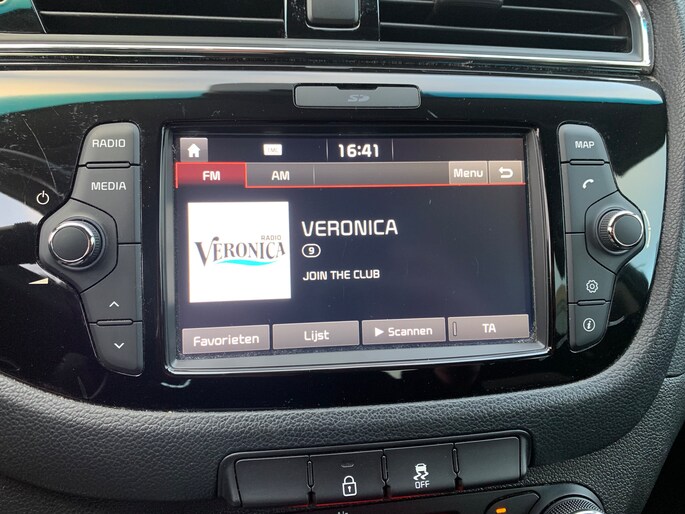 SD
RADIO
MEDIA
16:41
FM AM Menu
RADIO
VERONICA
VERONICA
9
JOIN THE CLUB
Favorieten Lijst Scannen TA
MAP
OFF